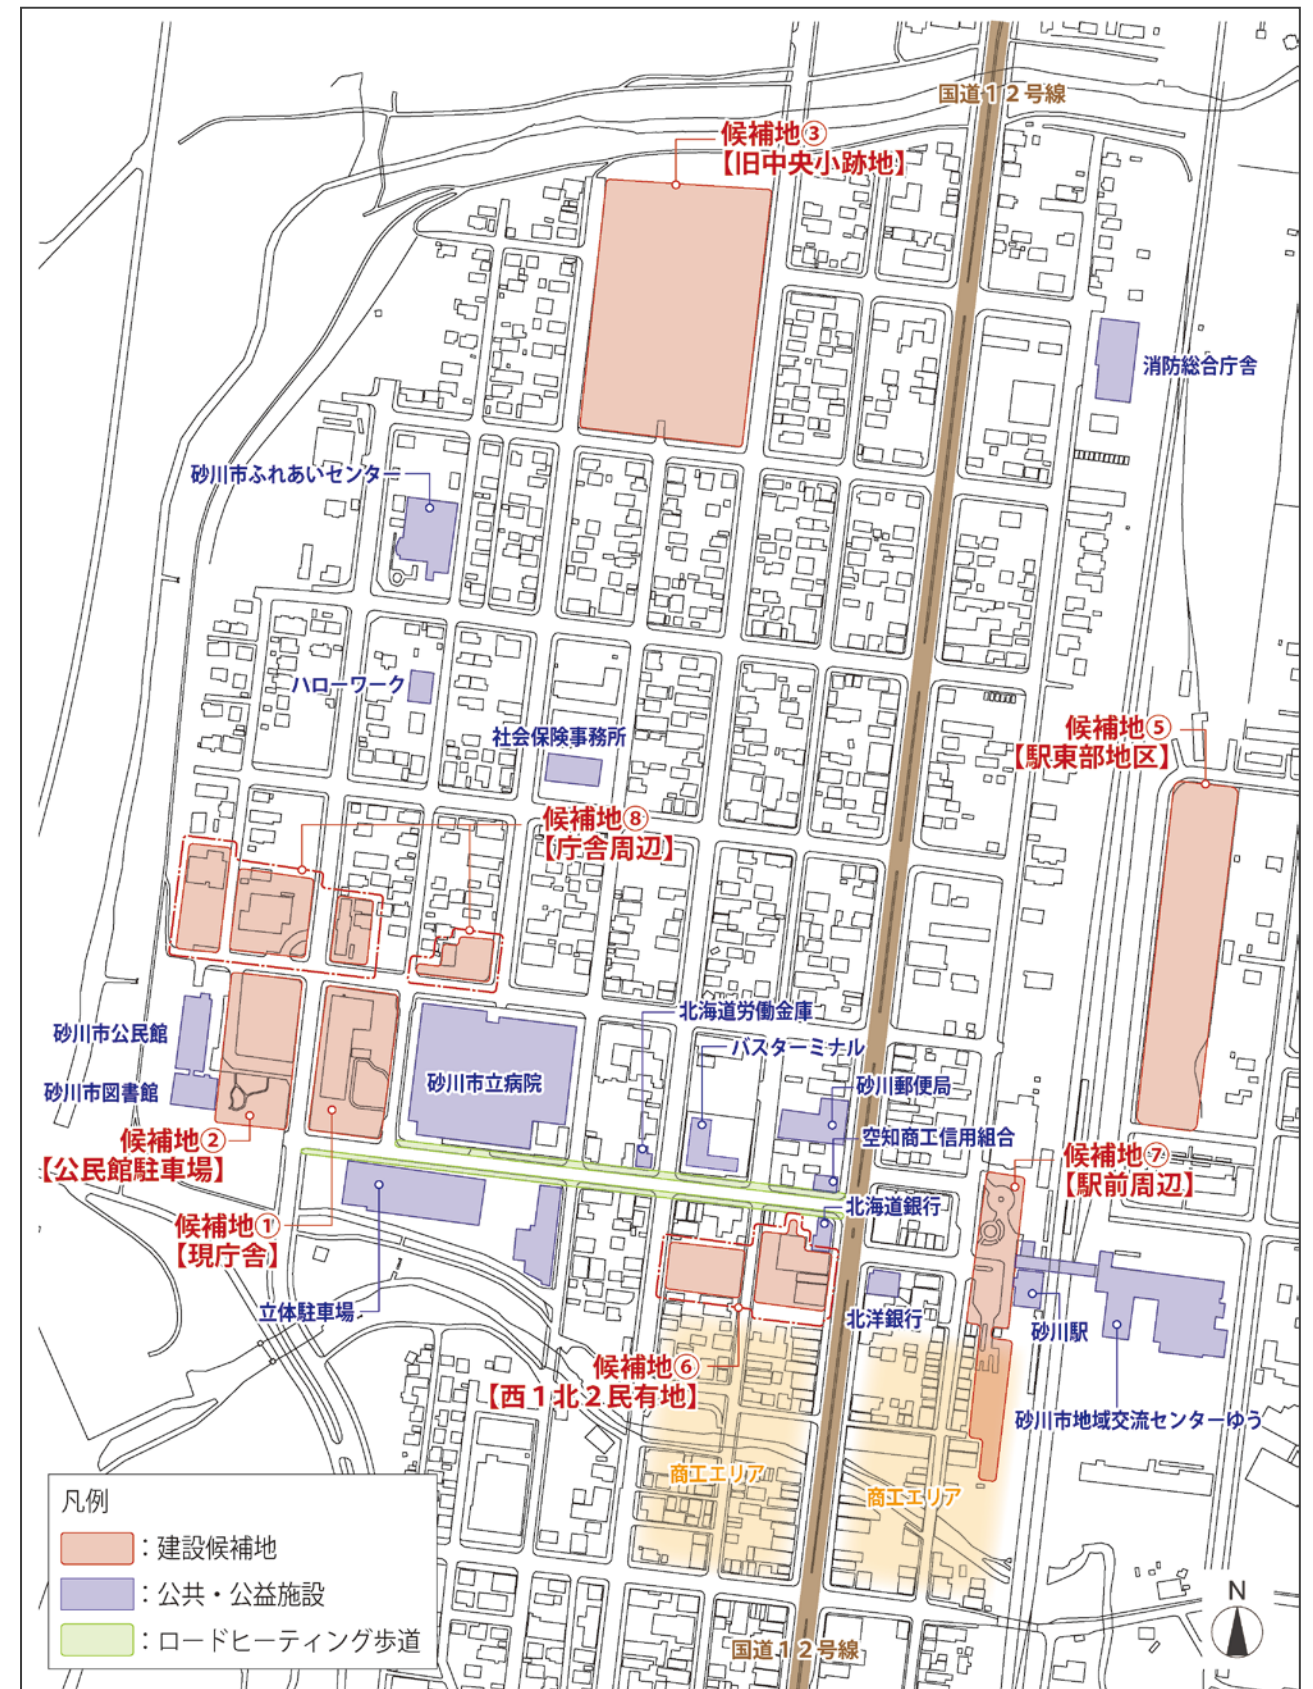 国道１２号線
候補地③
【旧中央小跡地】
消防総合庁舎
砂川市ふれあいセンター
ハローワーク
社会保険事務所
候補地⑤
【駅東部地区】
候補地⑧
【庁舎周辺】
砂川市公民館
砂川市図書館
北海道労働金庫
バスターミナル
砂川市立病院
砂川郵便局
空知商工信用組合
候補地②
【公民館駐車場】
候補地⑦
【駅前周辺】
北海道銀行
候補地①
【現庁舎】
立体駐車場
北洋銀行
砂川駅
候補地⑥
【西１北２民有地】
砂川市地域交流センターゆう
商工エリア
商工エリア
凡例
：建設候補地
：公共・公益施設
：ロードヒーティング歩道
国道１２号線
N